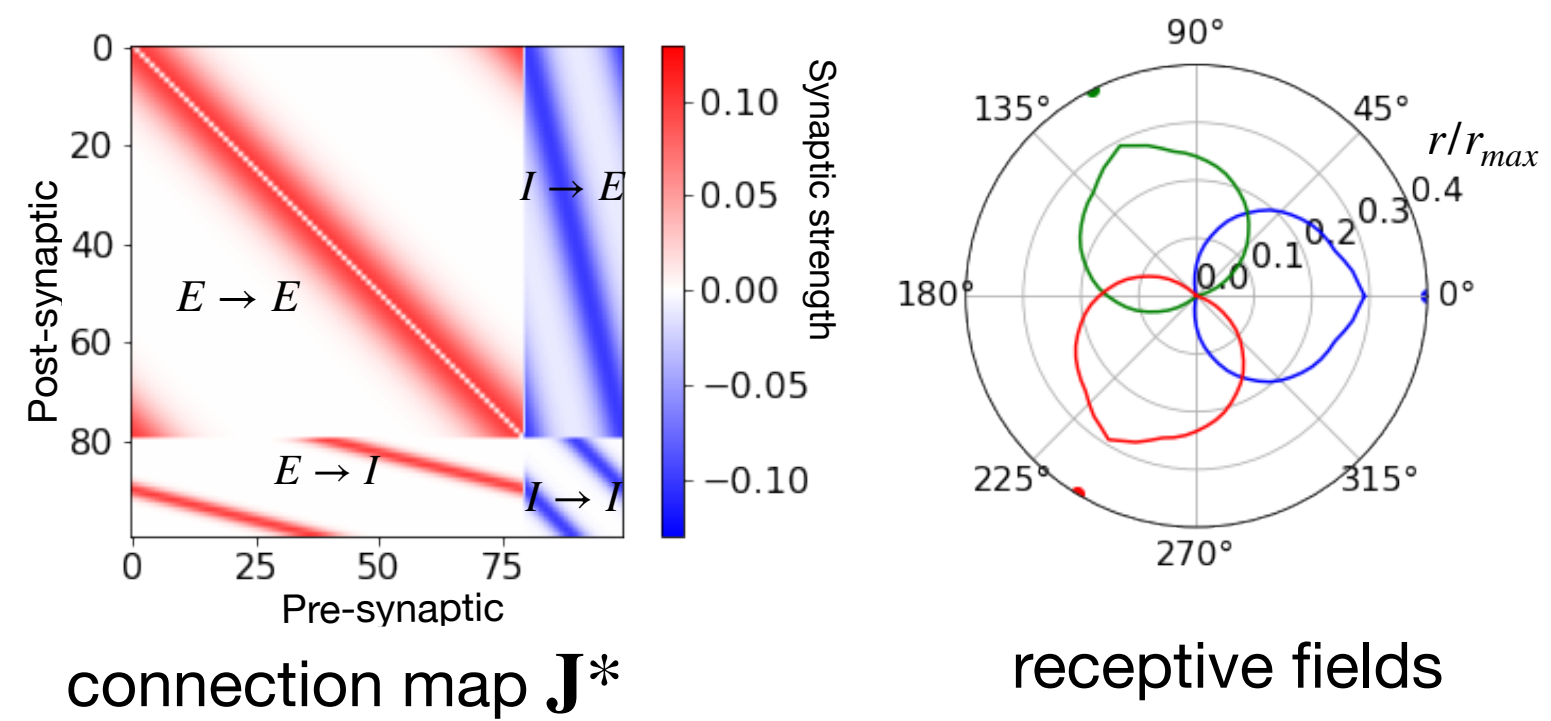 0
20
40
60
80
0
25
50
75
Post-synaptic
Pre-synaptic
E → E
I → E
E → I
I → I
0.10
0.05
0.00
−0.05
−0.10
Synaptic strength
connection map J*
90°
45°
135°
r/r_max
0.4
0.3
0.2
0.1
0.0
180°
0°
225°
315°
270°
receptive fields